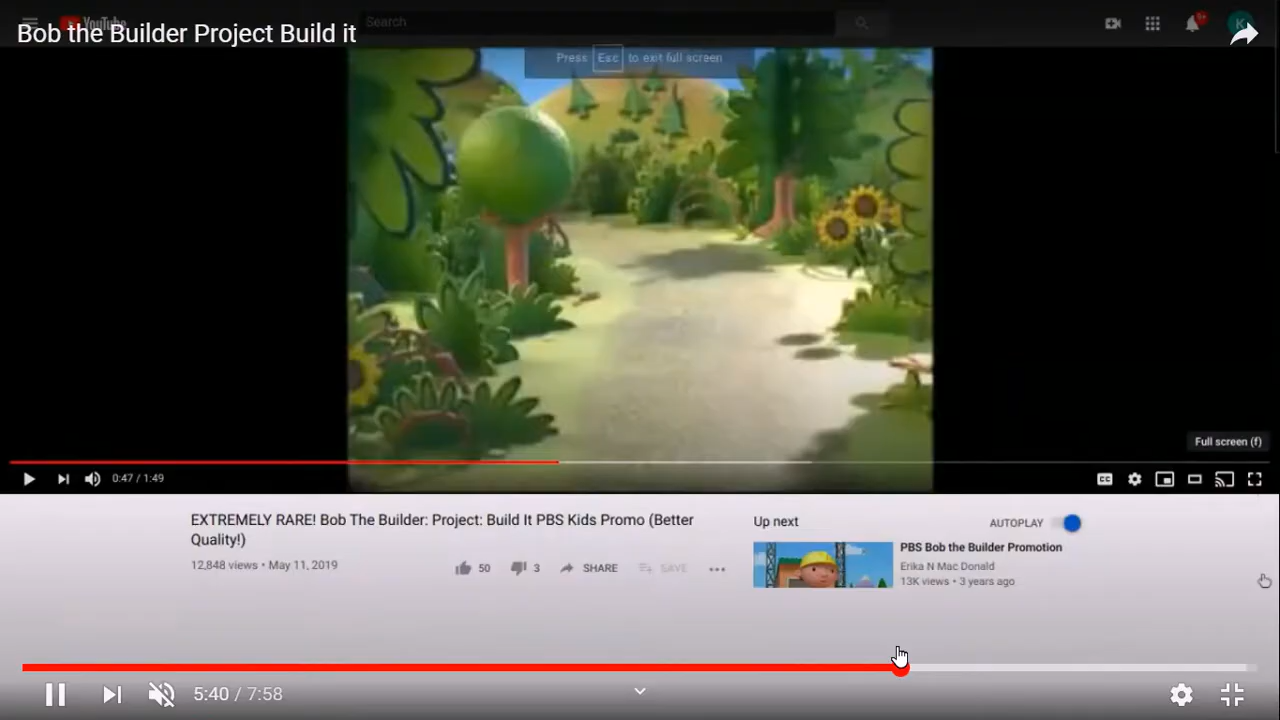 YouTube
Search
Bob the Builder Project Build it
Press Esc to exit full screen
Full screen (f)
0:47 / 1:49
EXTREMELY RARE! Bob The Builder: Project: Build It PBS Kids Promo (Better
Quality!)
12,848 views • May 11, 2019
50
3
SHARE
SAVE
Up next
AUTOPLAY
PBS Bob the Builder Promotion
Erika N Mac Donald
13K views • 3 years ago
5:40 / 7:58